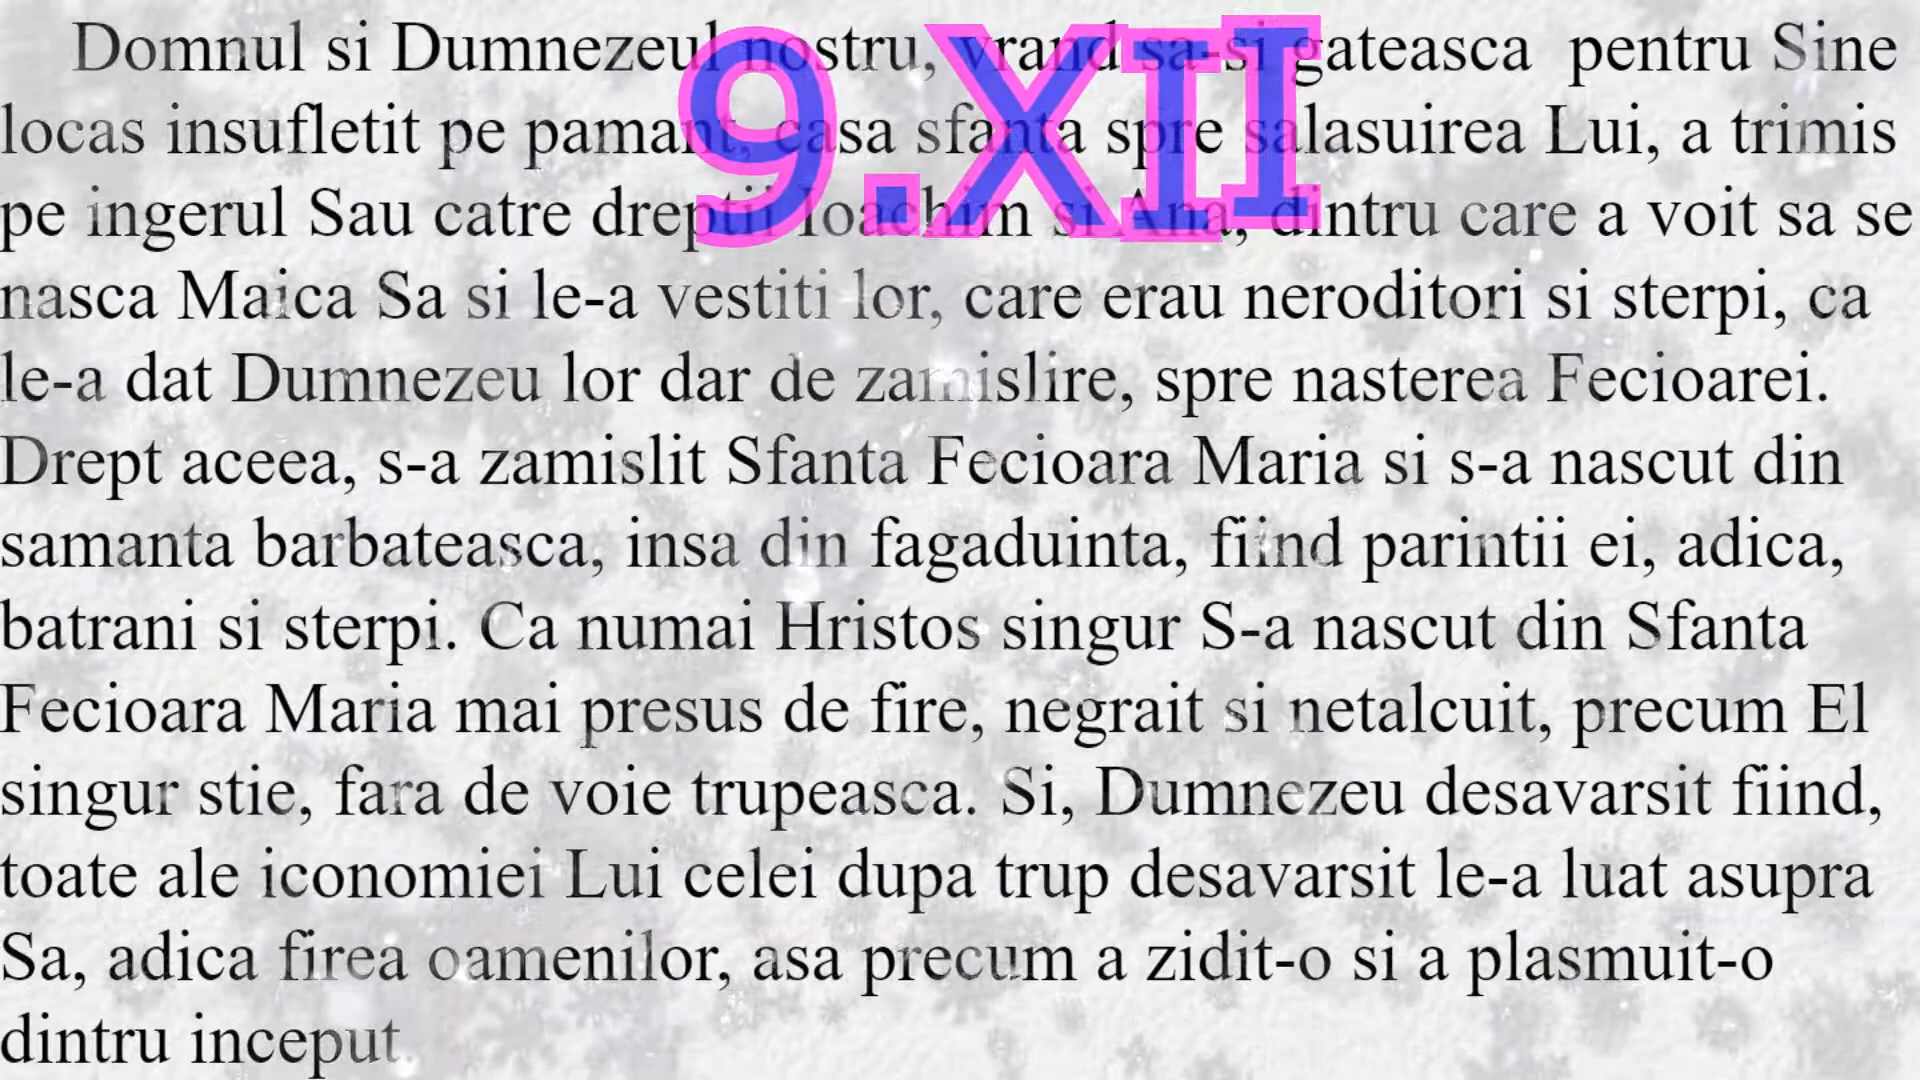 9.XII
Domnul si Dumnezeul nostru, vrand sa-si gateasca pentru Sine
locas insufletit pe pamant, casa sfanta spre salasuirea Lui, a trimis
pe ingerul Sau catre dreptii Ioachim si Ana, dintru care a voit sa se
nasca Maica Sa si le-a vestiti lor, care erau neroditori si sterpi, ca
le-a dat Dumnezeu lor dar de zamislire, spre nasterea Fecioarei.
Drept aceea, s-a zamislit Sfanta Fecioara Maria si s-a nascut din
samanta barbateasca, insa din fagaduinta, fiind parintii ei, adica,
batrani si sterpi. Ca numai Hristos singur S-a nascut din Sfanta
Fecioara Maria mai presus de fire, negrait si netalcuit, precum El
singur stie, fara de voie trupeasca. Si, Dumnezeu desavarsit fiind,
toate ale iconomiei Lui celei dupa trup desavarsit le-a luat asupra
Sa, adica firea oamenilor, asa precum a zidit-o si a plasmuit-o
dintru inceput.